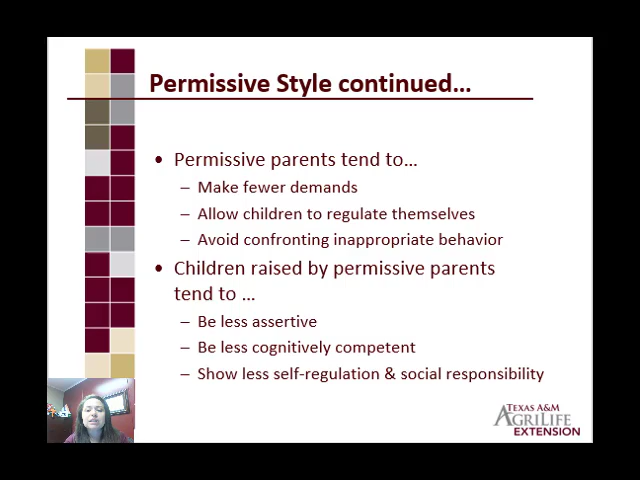 Permissive Style continued…
• Permissive parents tend to…
– Make fewer demands
– Allow children to regulate themselves
– Avoid confronting inappropriate behavior
• Children raised by permissive parents
tend to …
– Be less assertive
– Be less cognitively competent
– Show less self-regulation & social responsibility
TEXAS A&M
AGRILIFE
EXTENSION